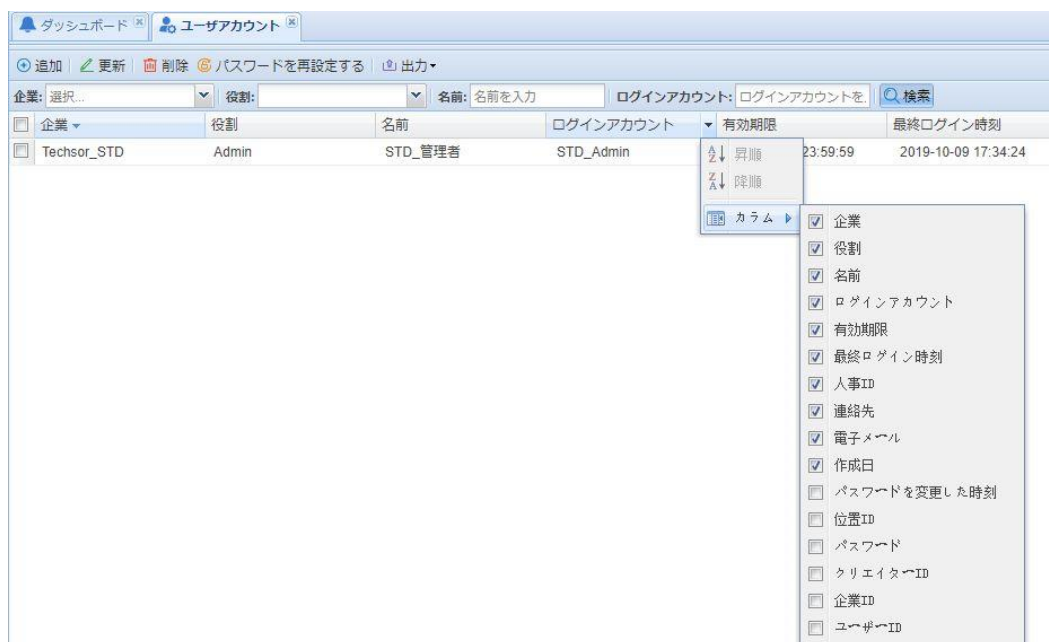 ダッシュボード ユーザアカウント
追加 更新 削除 パスワードを再設定する 出力
企業: 選択... 役割: 名前: 名前を入力 ログインアカウント: ログインアカウントを 検索
企業 役割 名前 ログインアカウント 有効期限 最終ログイン時刻
Techsor_STD Admin STD_管理者 STD_Admin 23:59:59 2019-10-09 17:34:24
昇順
降順
カラム
企業
役割
名前
ログインアカウント
有効期限
最終ログイン時刻
人事ID
連絡先
電子メール
作成日
パスワードを変更した時刻
位置ID
パスワード
クリエイターID
企業ID
ユーザーID